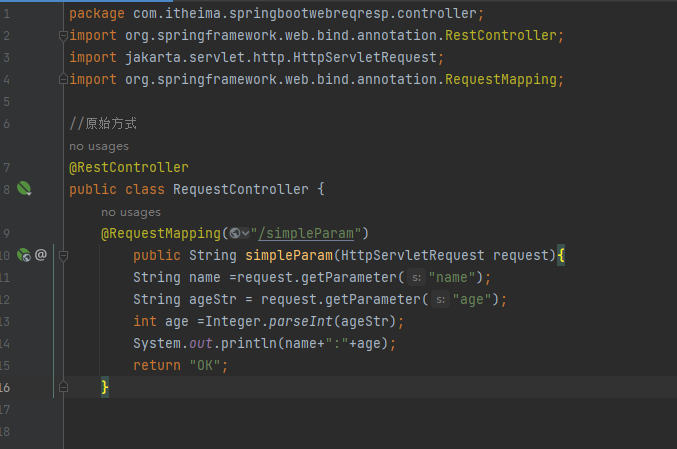 1 package com.itheima.springbootwebreqresp.controller;
2 import org.springframework.web.bind.annotation.RestController;
3 import jakarta.servlet.http.HttpServletRequest;
4 import org.springframework.web.bind.annotation.RequestMapping;
5
6 //原始方式
no usages
7 @RestController
8 public class RequestController {
no usages
9 @RequestMapping("/simpleParam")
10 @ public String simpleParam(HttpServletRequest request){
11 String name =request.getParameter( s: "name");
12 String ageStr = request.getParameter( s: "age");
13 int age =Integer.parseInt(ageStr);
14 System.out.println(name+":"+age);
15 return "OK";
16 }
17
18